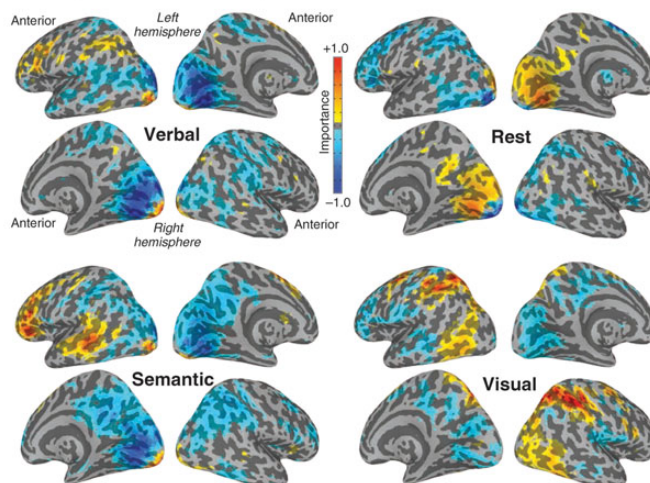 Anterior
Left
hemisphere
Anterior
+1.0
Importance
−1.0
Verbal
Rest
Anterior
Right
hemisphere
Anterior
Semantic
Visual